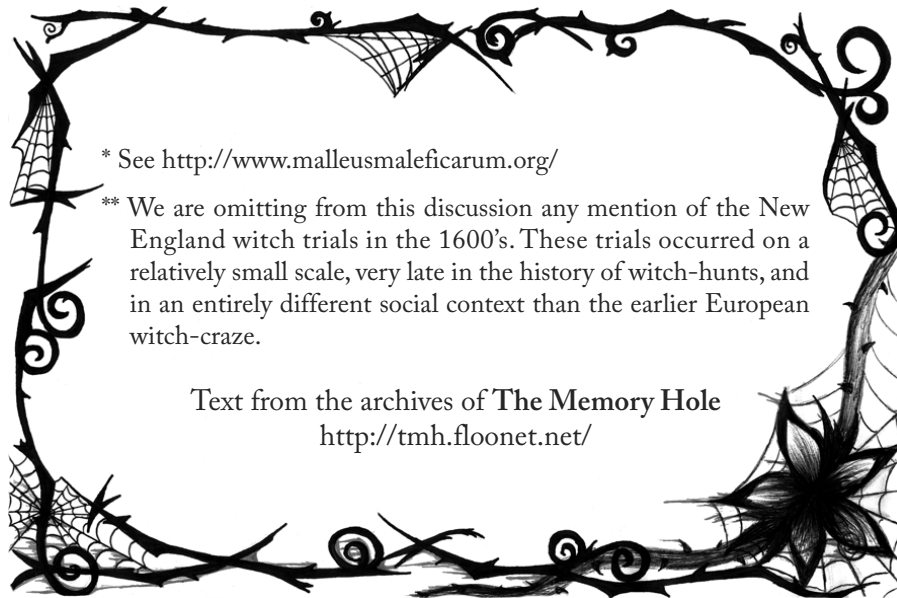 * See http://www.malleusmaleficarum.org/
** We are omitting from this discussion any mention of the New
England witch trials in the 1600’s. These trials occurred on a
relatively small scale, very late in the history of witch-hunts, and
in an entirely different social context than the earlier European
witch-craze.
Text from the archives of The Memory Hole
http://tmh.floonet.net/